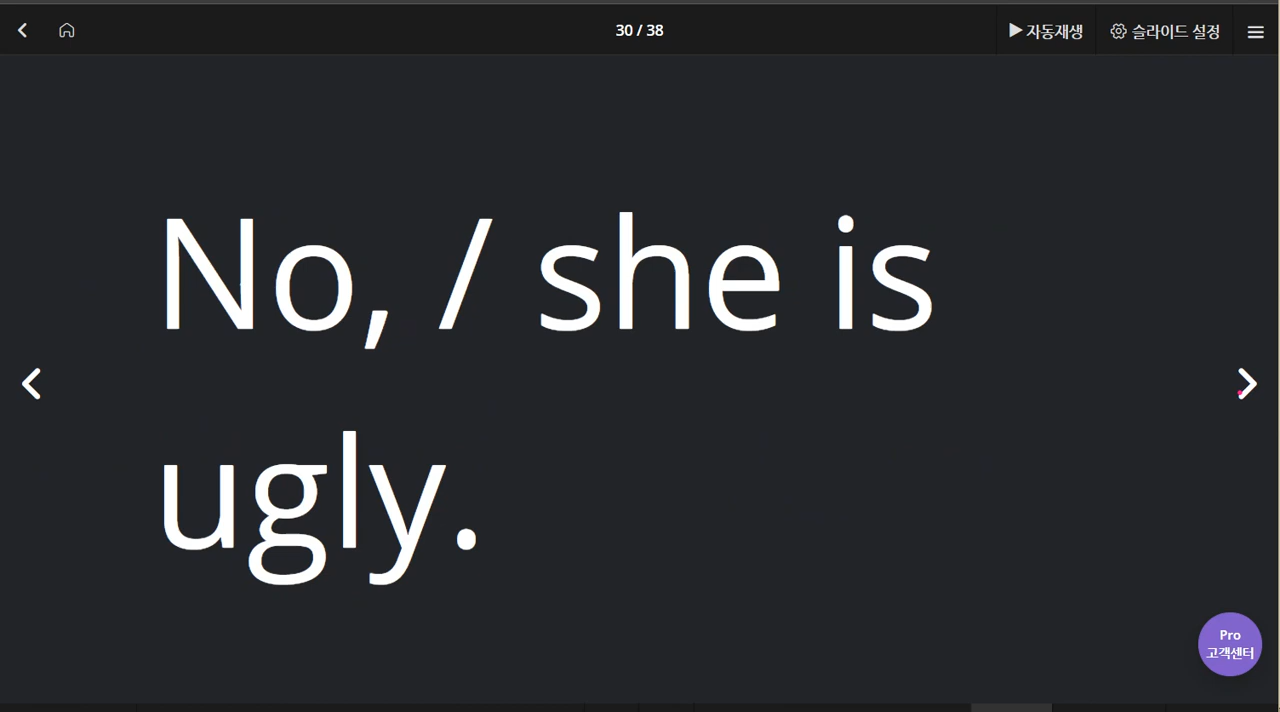 30 / 38
▶ 자동재생
슬라이드 설정
No, / she is
ugly.
Pro
고객센터